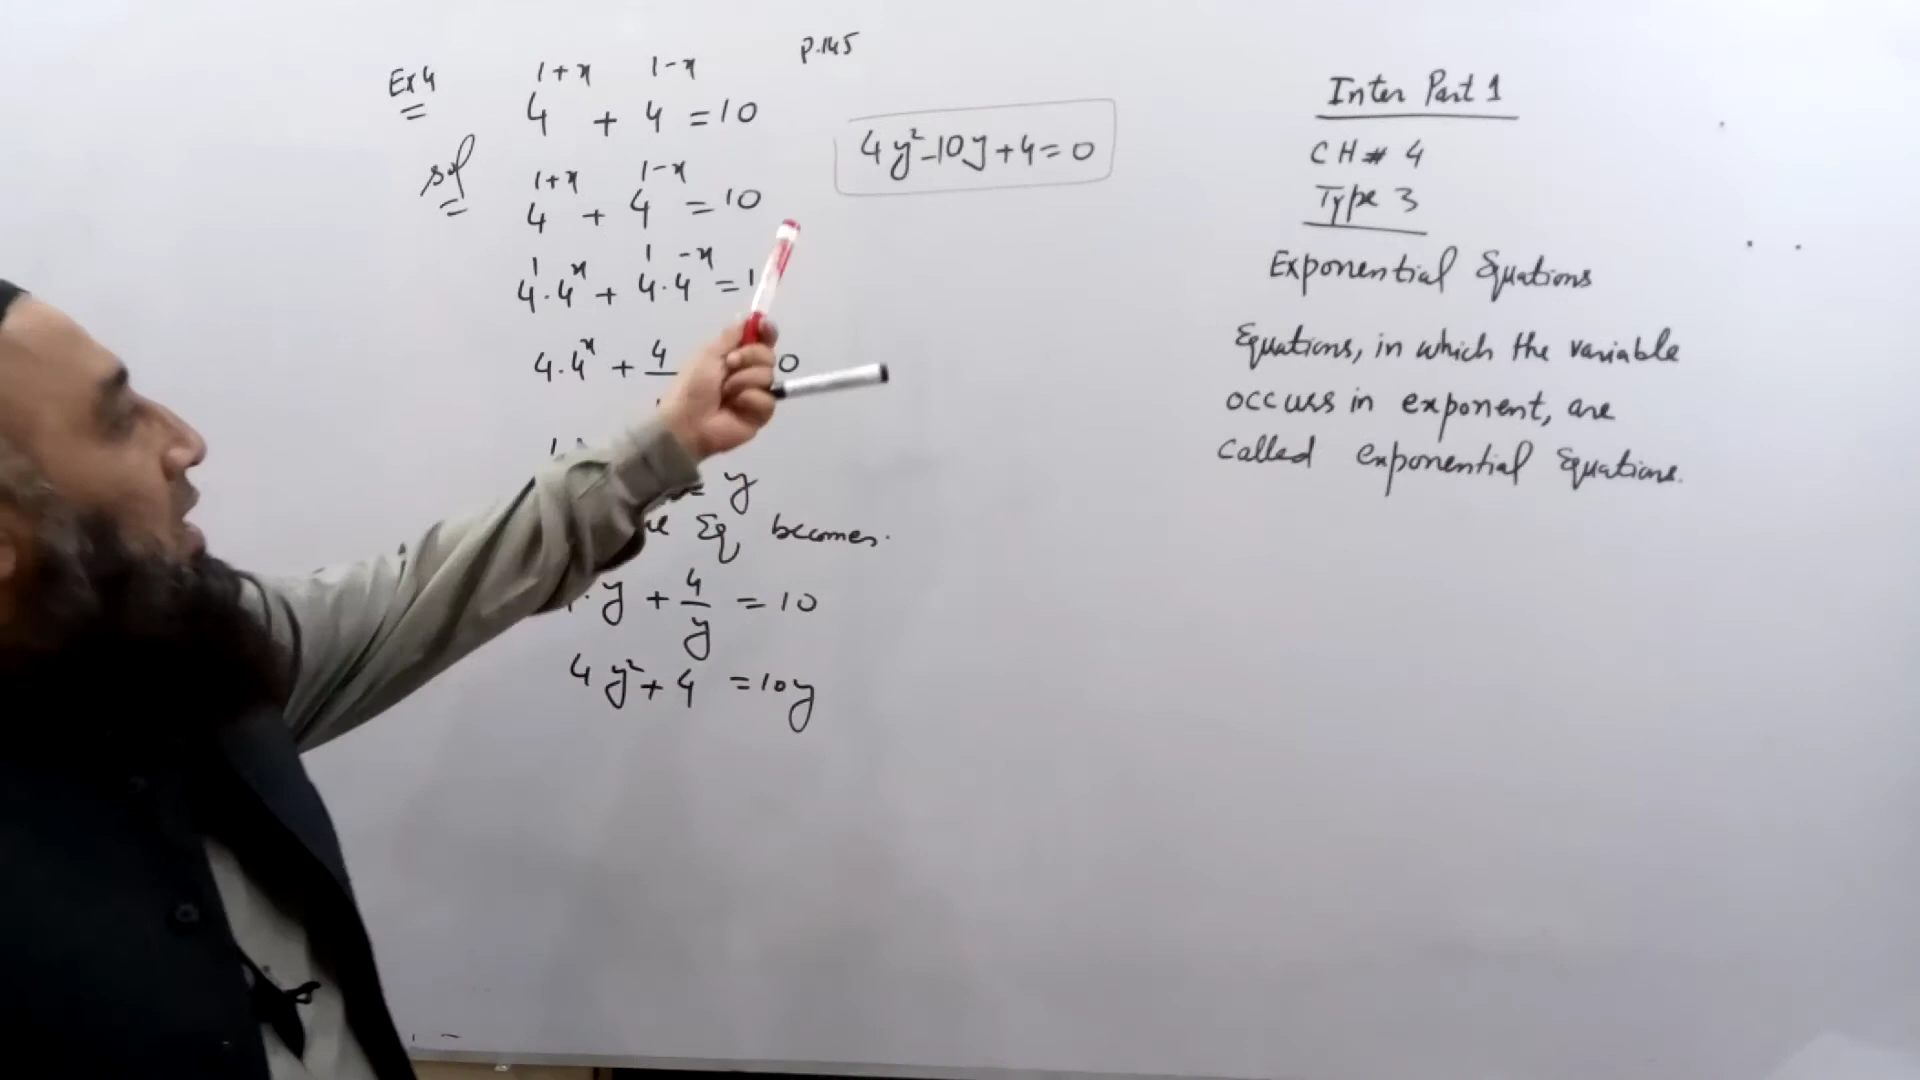 P.145
Ex 4 4^{1+x} + 4^{1-x} = 10
sol 4^{1+x} + 4^{1-x} = 10
4^1 . 4^x + 4^1 . 4^{-x} = 1
4 . 4^x + 4 0
= y
Eq becomes.
. y + 4/y = 10
4y² + 4 = 10y
4y² - 10y + 4 = 0
Inter Part 1
CH # 4
Type 3
Exponential Equations
Equations, in which the variable
occurs in exponent, are
called exponential Equations.